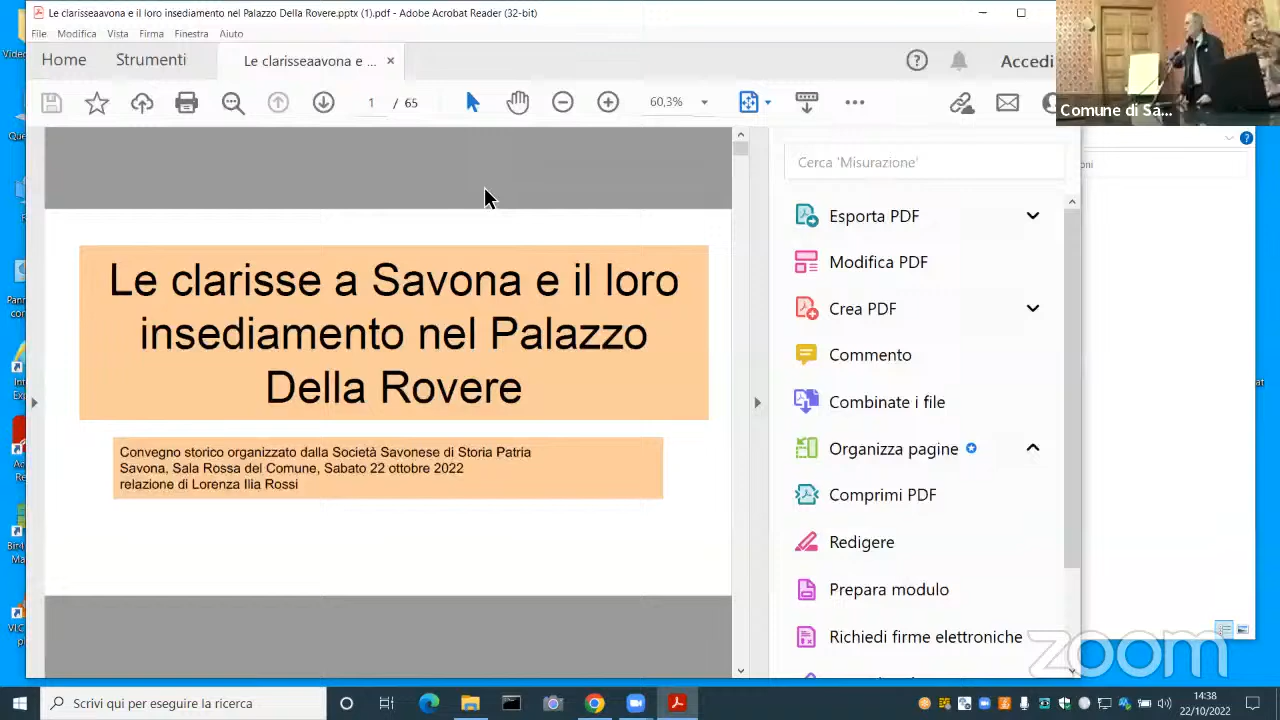 Le clarisseaavona e il loro insediamento nel Palazzo Della Rovere.pptx (1).pdf - Adobe Acrobat Reader (32-bit)
File Modifica Vista Firma Finestra Aiuto
Home Strumenti Le clarisseaavona e ... × Accedi
1 / 65 60,3%
Comune di Sa...
Cerca 'Misurazione'
Esporta PDF
Modifica PDF
Crea PDF
Commento
Combinate i file
Organizza pagine
Comprimi PDF
Redigere
Prepara modulo
Richiedi firme elettroniche
Le clarisse a Savona e il loro
insediamento nel Palazzo
Della Rovere
Convegno storico organizzato dalla Società Savonese di Storia Patria
Savona, Sala Rossa del Comune, Sabato 22 ottobre 2022
relazione di Lorenza Ilia Rossi
zoom
Scrivi qui per eseguire la ricerca
14:38
22/10/2022